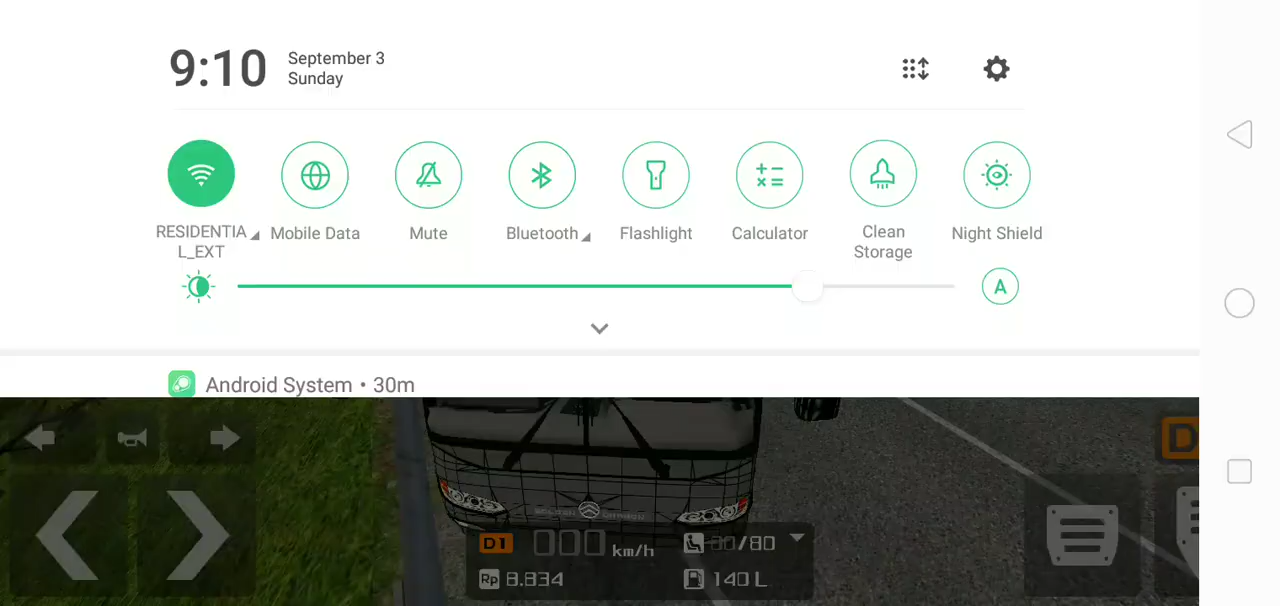 9:10
September 3
Sunday
RESIDENTIA
L_EXT
Mobile Data
Mute
Bluetooth
Flashlight
Calculator
Clean
Storage
Night Shield
A
Android System • 30m
D
D1 000 km/h
/80
Rp 8.834
140 L